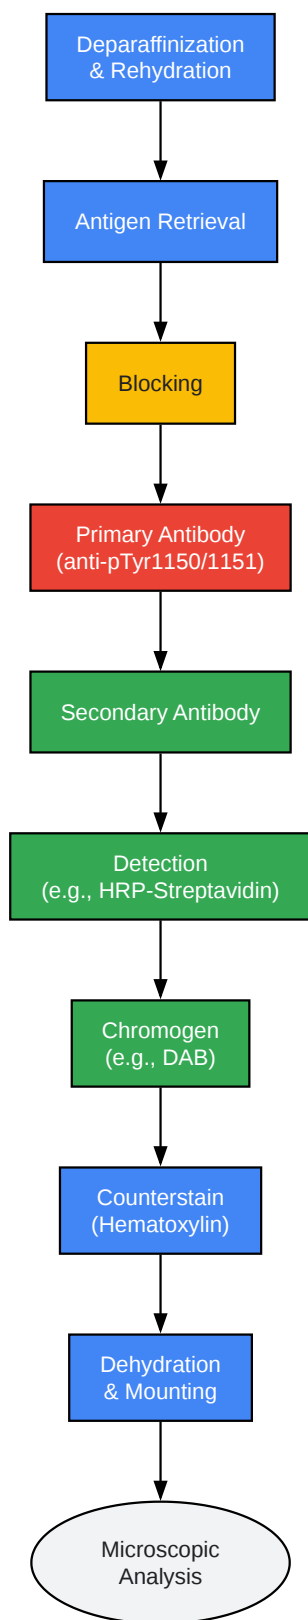 Deparaffinization
& Rehydration
Antigen Retrieval
Blocking
Primary Antibody
(anti-pTyr1150/1151)
Secondary Antibody
Detection
(e.g., HRP-Streptavidin)
Chromogen
(e.g., DAB)
Counterstain
(Hematoxylin)
Dehydration
& Mounting
Microscopic
Analysis